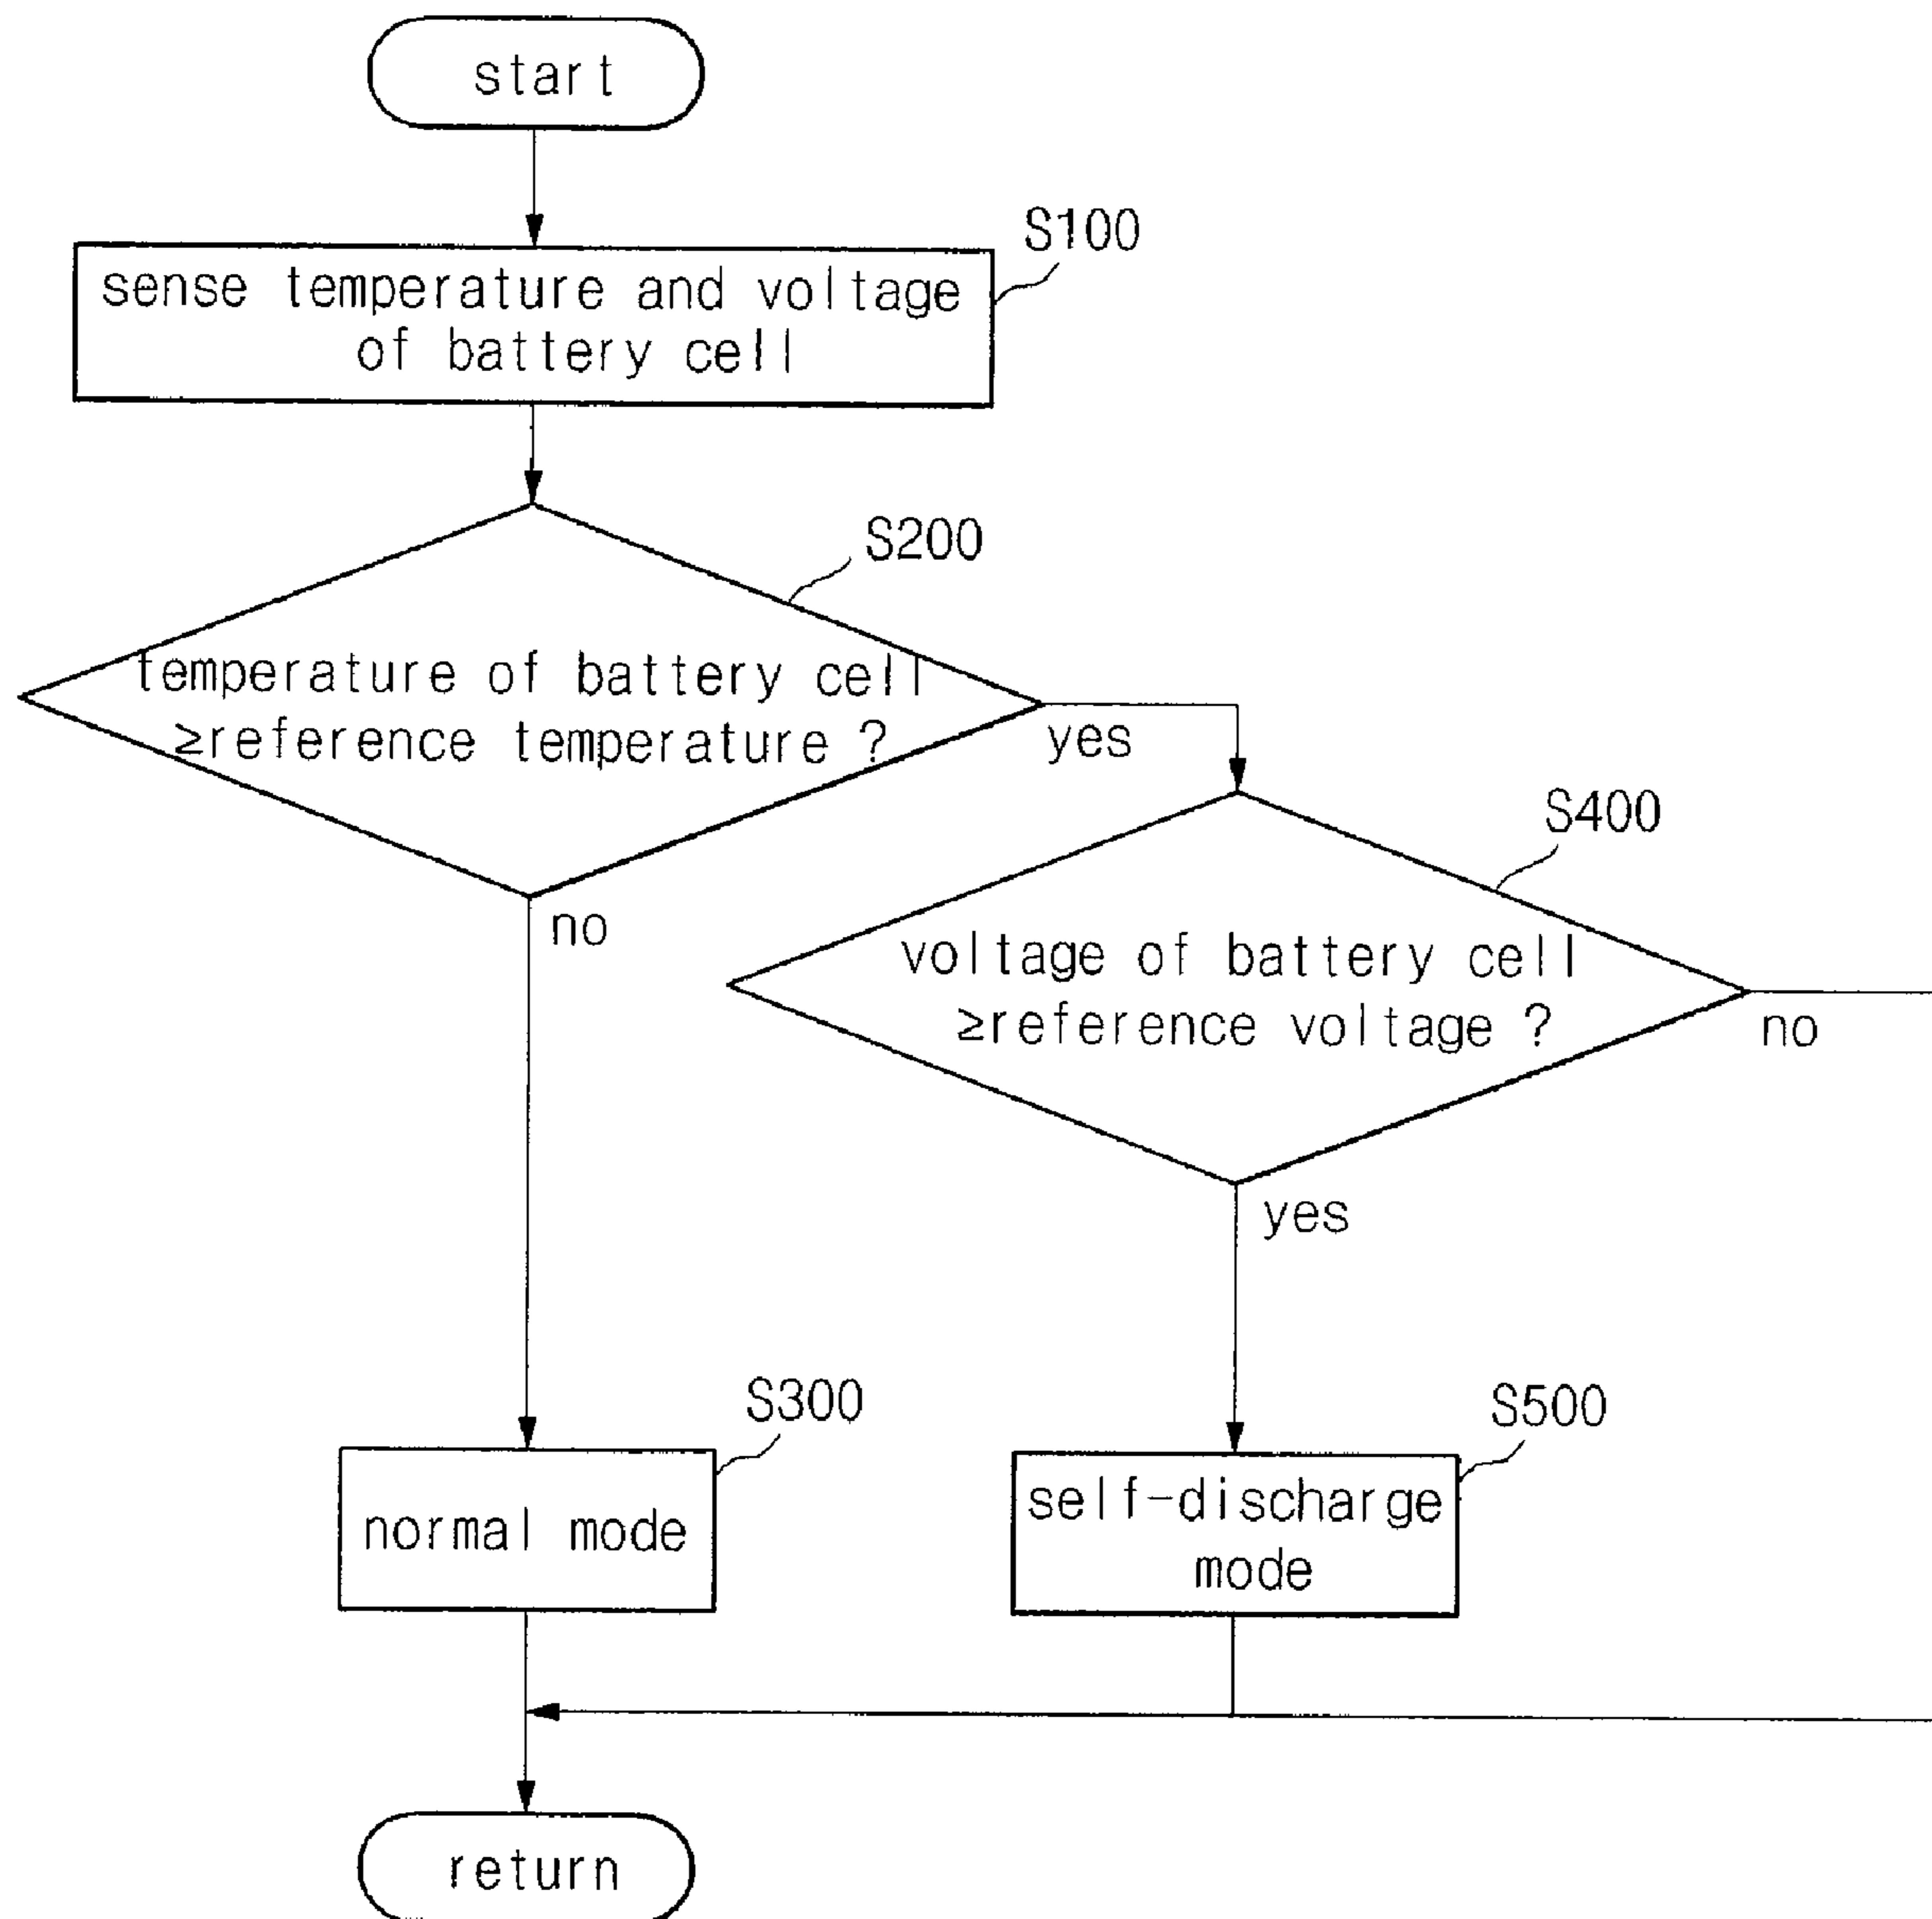 start
S100
sense temperature and voltage
of battery cell
S200
temperature of battery cell
≥reference temperature ?
yes
no
S400
voltage of battery cell
≥reference voltage ?
no
yes
S300
normal mode
S500
self-discharge
mode
return